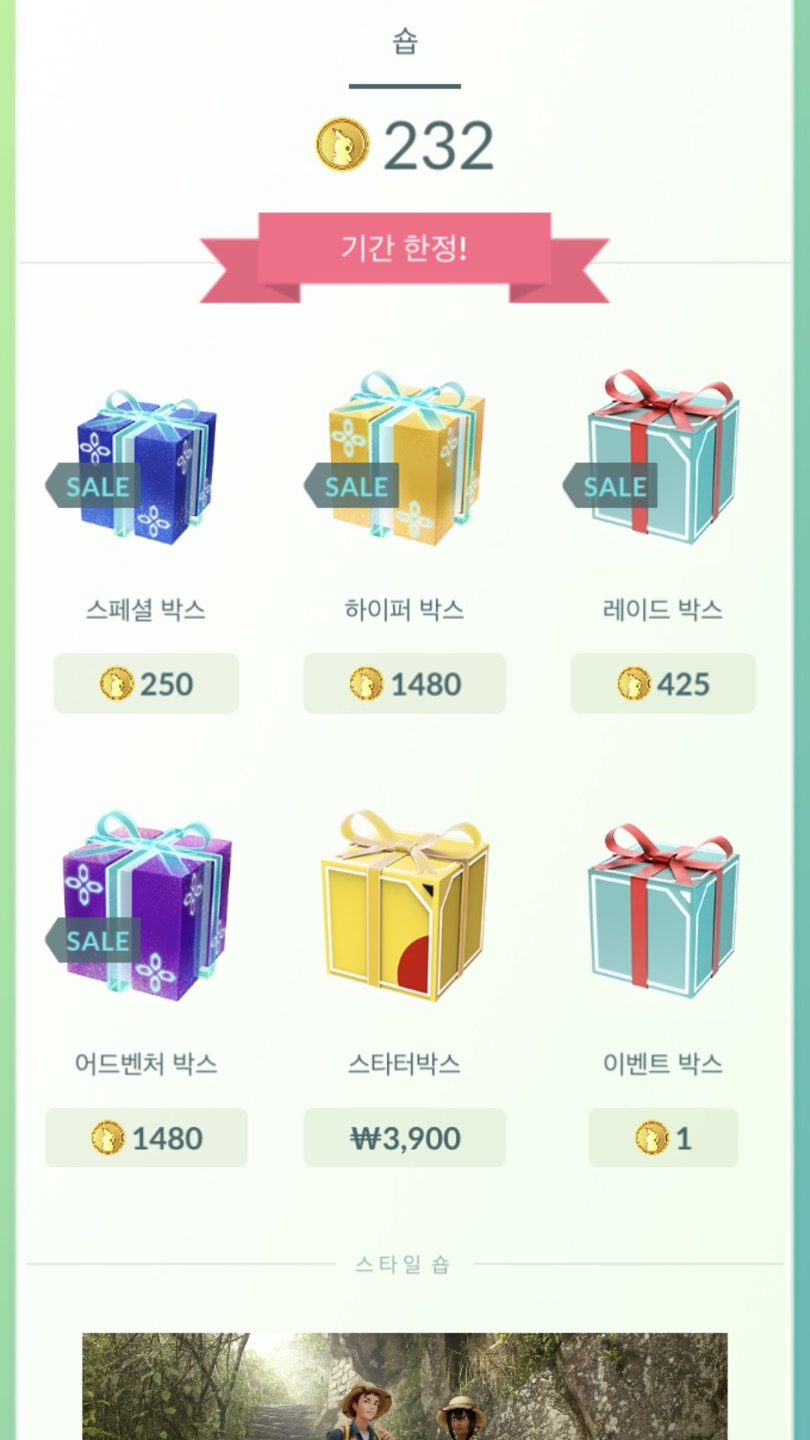 숍
232
기간 한정!
SALE
SALE
SALE
스페셜 박스
하이퍼 박스
레이드 박스
250
1480
425
SALE
어드벤처 박스
스타터박스
이벤트 박스
1480
₩3,900
1
스타일 숍